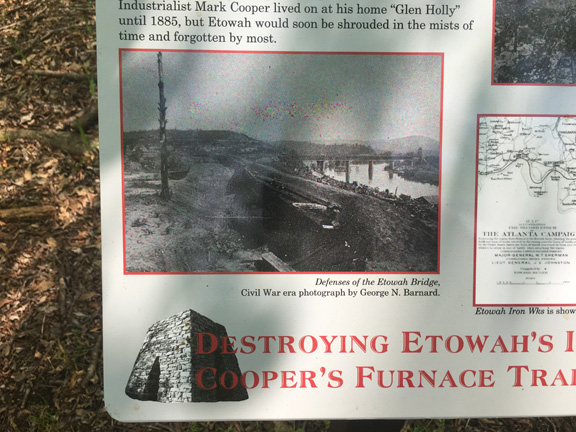 Industrialist Mark Cooper lived on at his home “Glen Holly”
until 1885, but Etowah would soon be shrouded in the mists of
time and forgotten by most.
Defenses of the Etowah Bridge,
Civil War era photograph by George N. Barnard.
THE ATLANTA CAMPAIG
MAJOR-GENERAL W.T. SHERMAN
Etowah Iron Wks is show
DESTROYING ETOWAH'S I
COOPER'S FURNACE TRAI